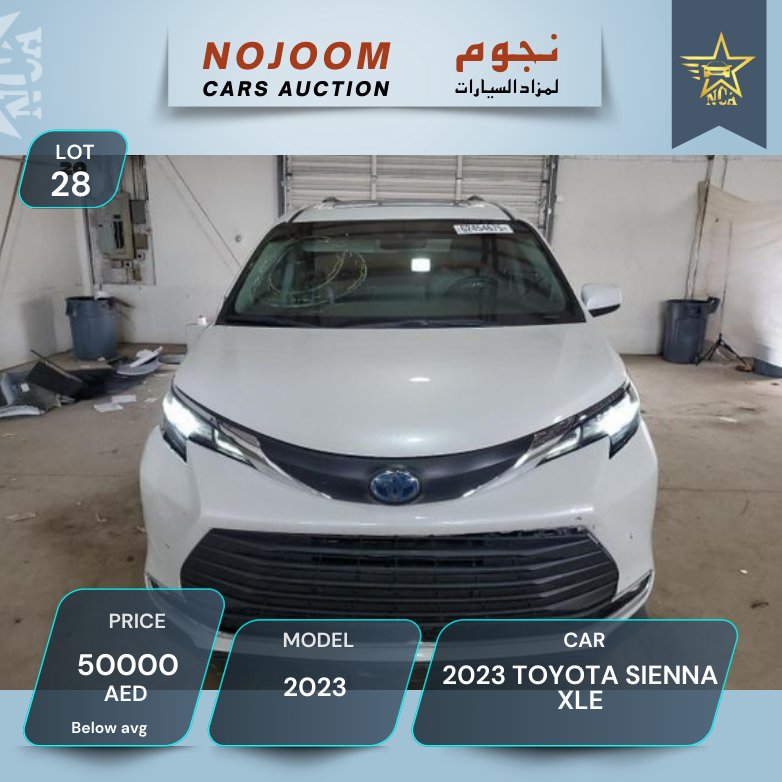 NOJOOM
CARS AUCTION
نجوم
لمزاد السيارات
NCA
NCA
LOT
28
PRICE
50000
AED
Below avg
MODEL
2023
CAR
2023 TOYOTA SIENNA
XLE